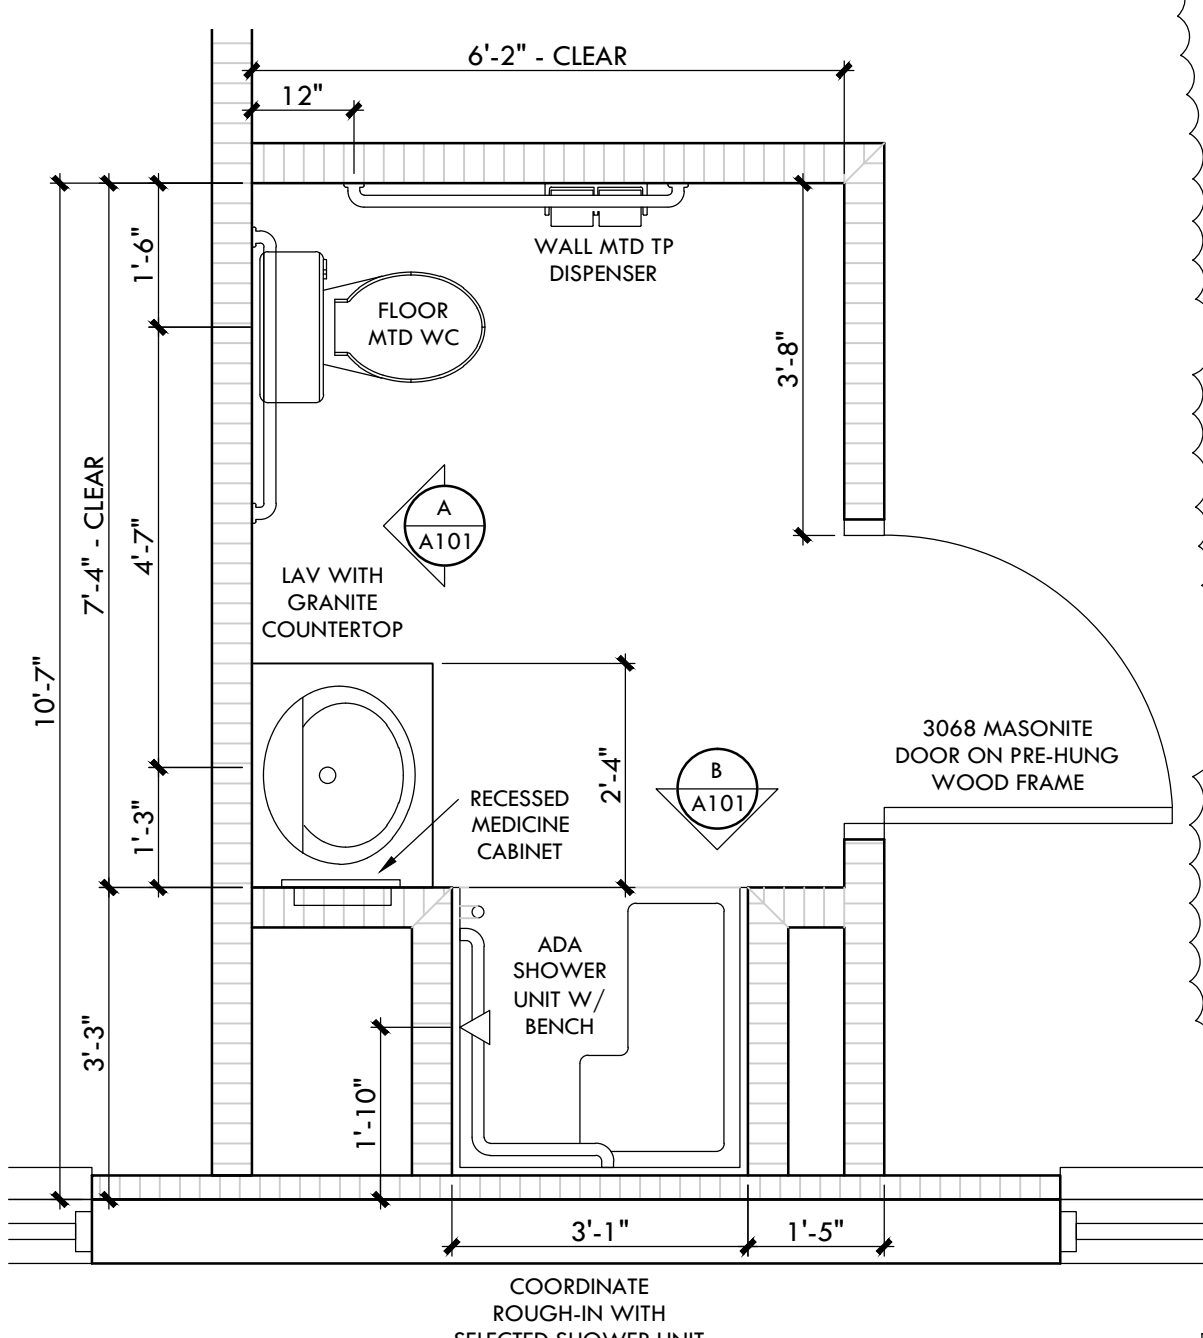 6'-2" - CLEAR
12"
WALL MTD TP
DISPENSER
1'-6"
FLOOR
MTD WC
3'-8"
7'-4" - CLEAR
4'-7"
A
A101
LAV WITH
GRANITE
COUNTERTOP
10'-7"
3068 MASONITE
DOOR ON PRE-HUNG
WOOD FRAME
2'-4"
B
A101
1'-3"
RECESSED
MEDICINE
CABINET
ADA
SHOWER
UNIT W/
BENCH
3'-3"
1'-10"
3'-1"
1'-5"
COORDINATE
ROUGH-IN WITH
SELECTED SHOWER UNIT